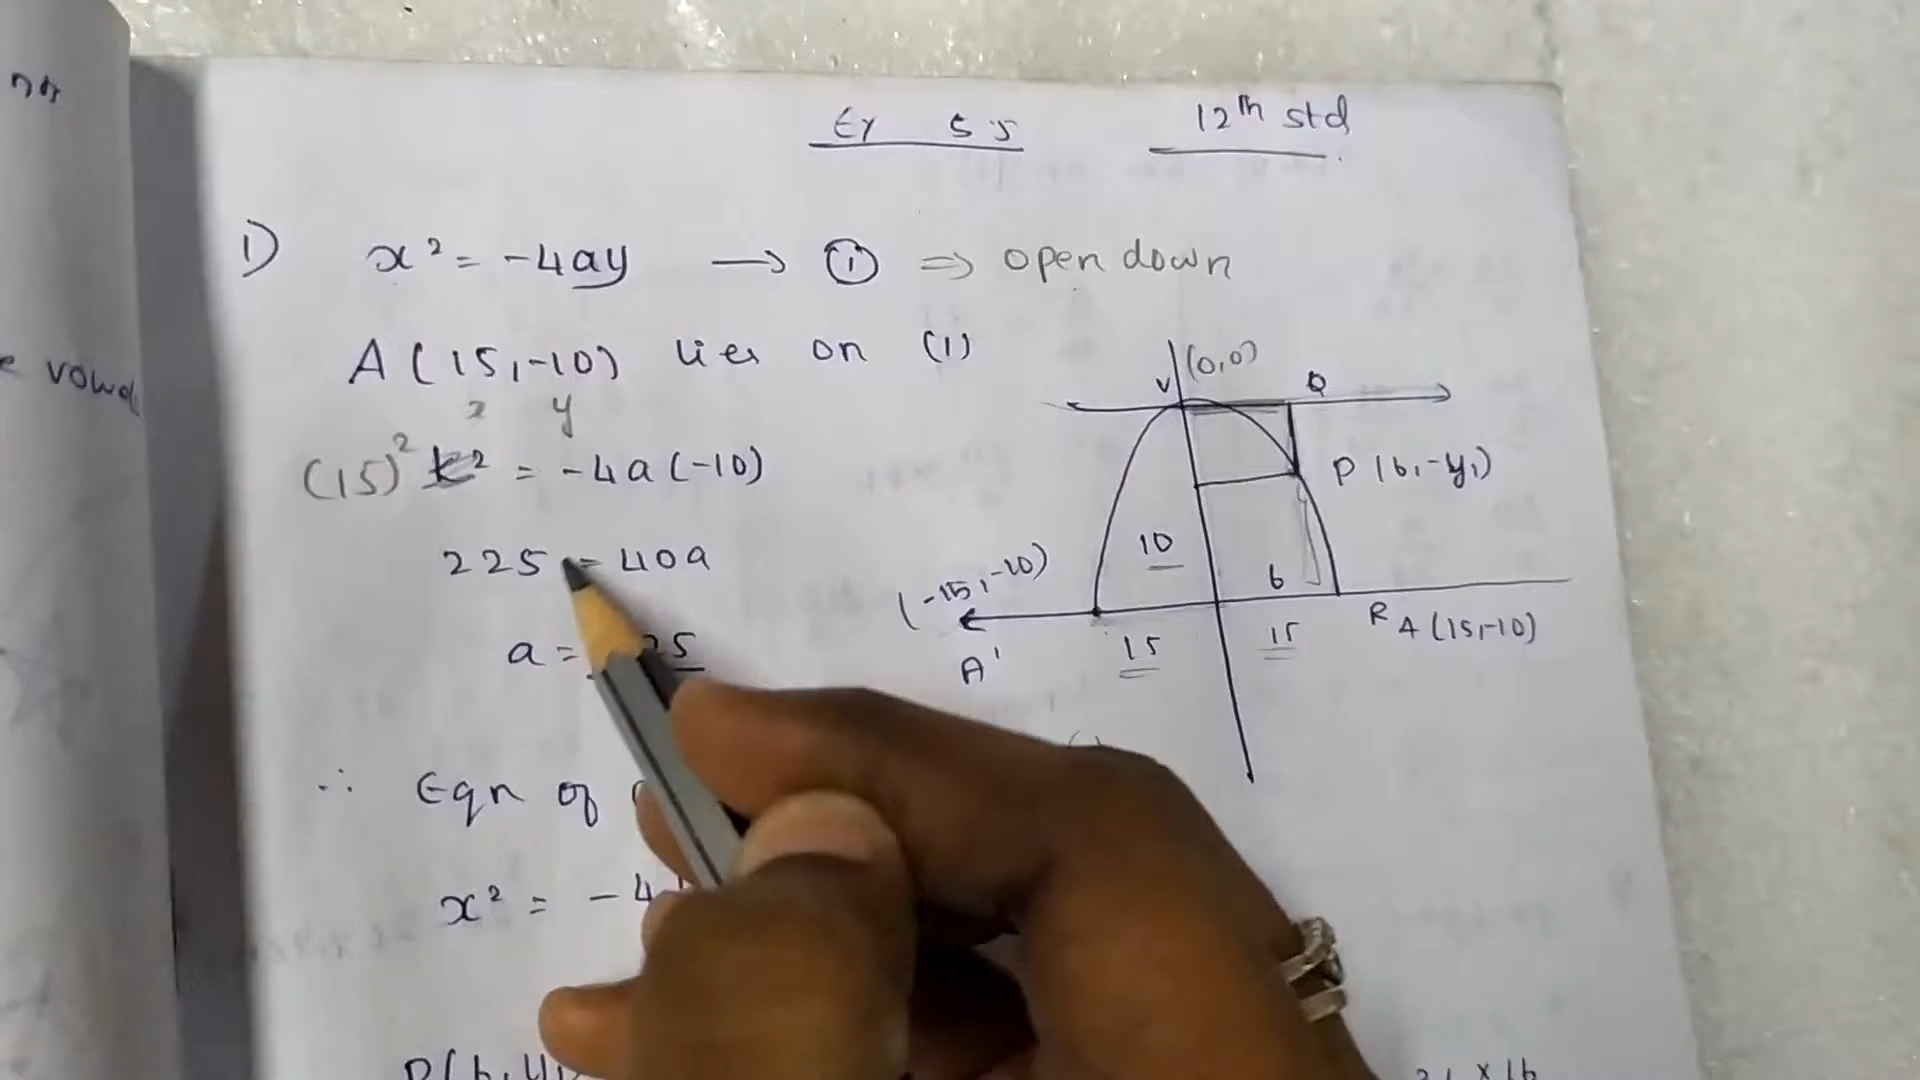 Ex 5.5 12th std
1) x² = -4ay → ① ⇒ open down
A (15,-10) lies on (1)
x y
(15)² = -4a(-10)
225 = 40a
a =
∴ Eqn of
x² = -4
V (0,0) Q
P (6,-y₁)
10
6
(-15,-10)
A' 15 15 R A (15,-10)
vowel